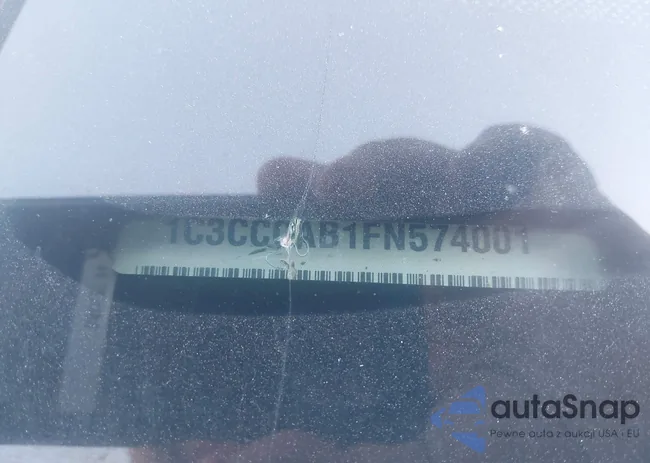 1C3CCCAB1FN574001
autaSnap
Pewne auta z aukcji USA i EU